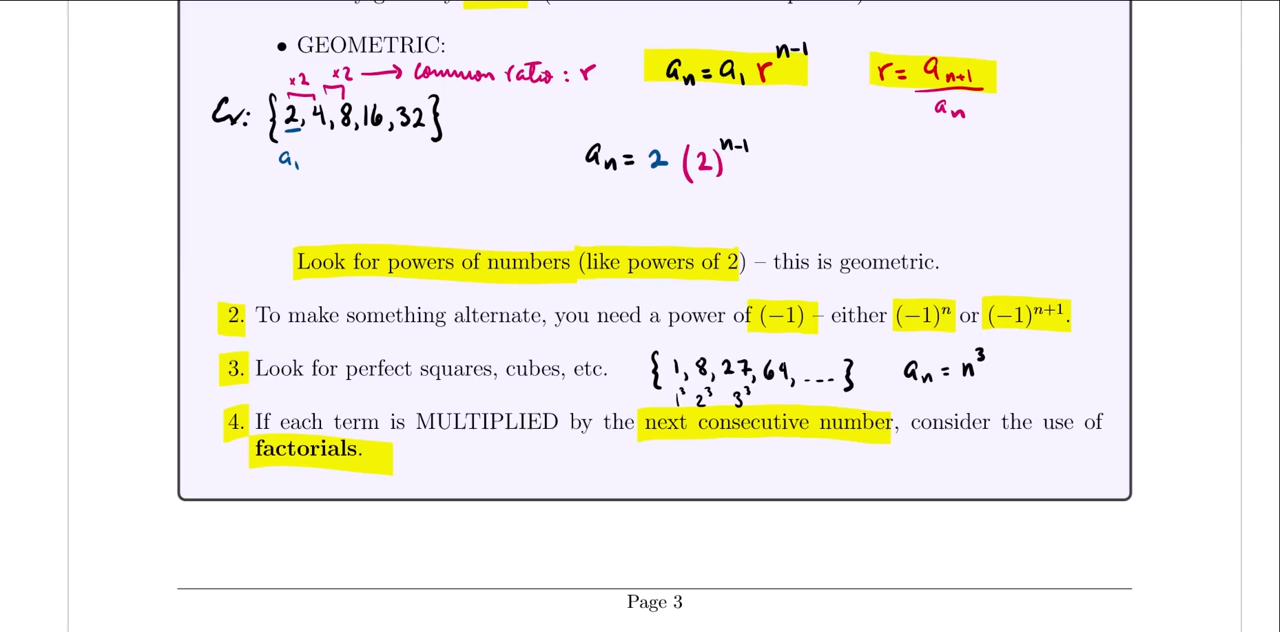 • GEOMETRIC:
×2 ×2 → common ratio : r
aₙ = a₁ r^(n-1)
r = aₙ₊₁ / aₙ
Ex: {2, 4, 8, 16, 32}
a₁
aₙ = 2 (2)^(n-1)
Look for powers of numbers (like powers of 2) – this is geometric.
2. To make something alternate, you need a power of (−1) – either (−1)ⁿ or (−1)ⁿ⁺¹.
3. Look for perfect squares, cubes, etc. {1, 8, 27, 64, ...} aₙ = n³
1³ 2³ 3³
4. If each term is MULTIPLIED by the next consecutive number, consider the use of
factorials.
Page 3